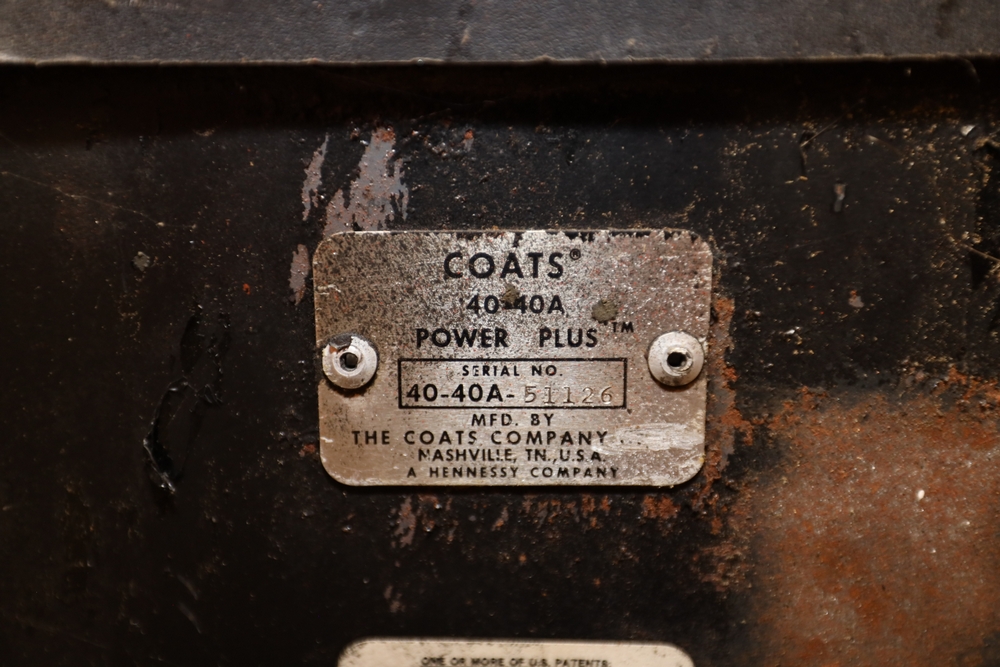 COATS®
40-40A
POWER PLUS™
SERIAL NO.
40-40A-51126
MFD. BY
THE COATS COMPANY
NASHVILLE, TN., U.S.A.
A HENNESSY COMPANY
ONE OR MORE OF U.S. PATENTS